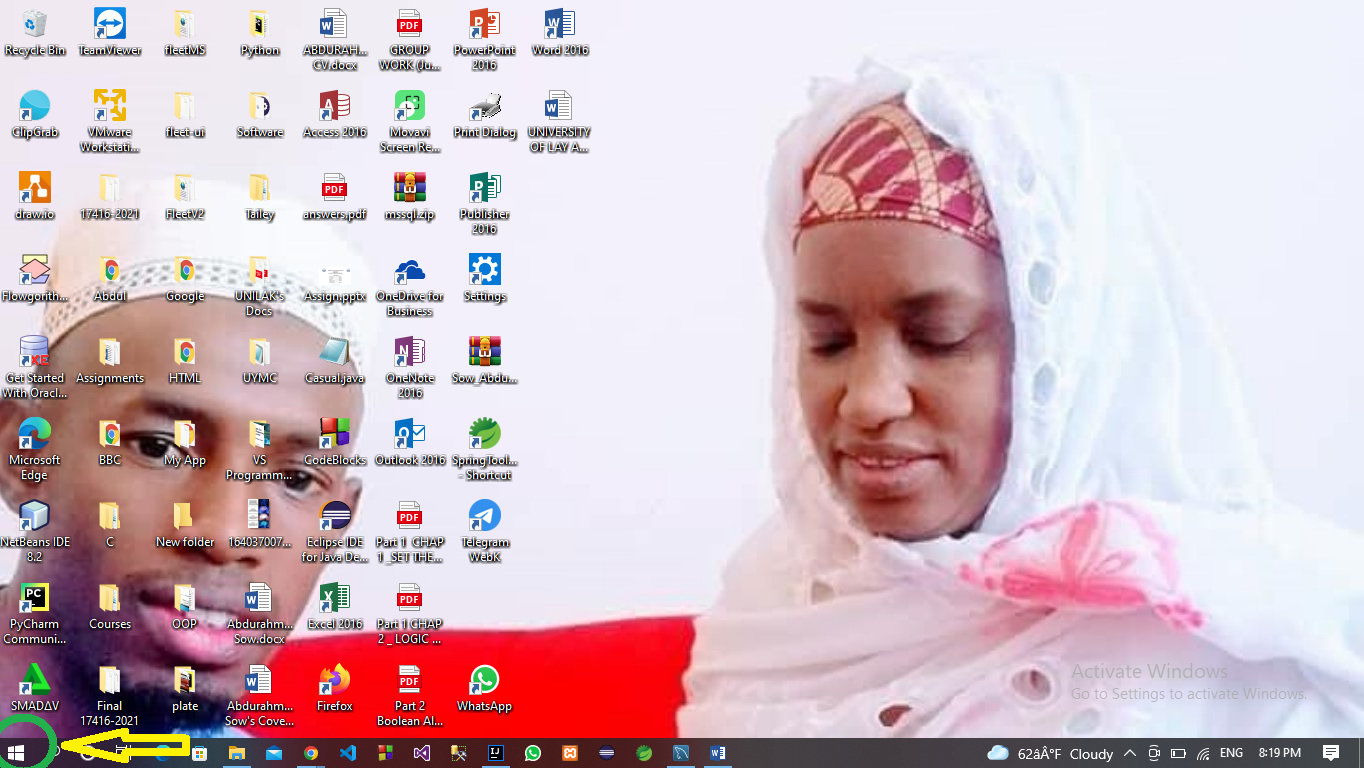 Recycle Bin
TeamViewer
fleetMS
Python
ABDURAH...
CV.docx
GROUP
WORK (Ju...
PowerPoint
2016
Word 2016
ClipGrab
VMware
Workstati...
fleet-ui
Software
Access 2016
Movavi
Screen Re...
Print Dialog
UNIVERSITY
OF LAY A...
draw.io
17416-2021
FleetV2
Talley
answers.pdf
mssql.zip
Publisher
2016
Flowgorith...
Abdul
Google
UNILAK's
Docs
Assign.pptx
OneDrive for
Business
Settings
Get Started
With Oracl...
Assignments
HTML
UYMC
Casual.java
OneNote
2016
Sow_Abdu...
Microsoft
Edge
BBC
My App
VS
Programm...
CodeBlocks
Outlook 2016
SpringTool...
- Shortcut
NetBeans IDE
8.2
C
New folder
164037007...
Eclipse IDE
for Java De...
Part 1 CHAP
1 _SET THE...
Telegram
WebK
PyCharm
Communi...
Courses
OOP
Abdurahm...
Sow.docx
Excel 2016
Part 1 CHAP
2 _ LOGIC ...
SMADΔV
Final
17416-2021
plate
Abdurahm...
Sow's Cove...
Firefox
Part 2
Boolean Al...
WhatsApp
Activate Windows
Go to Settings to activate Windows.
62âÂ°F Cloudy
ENG
8:19 PM